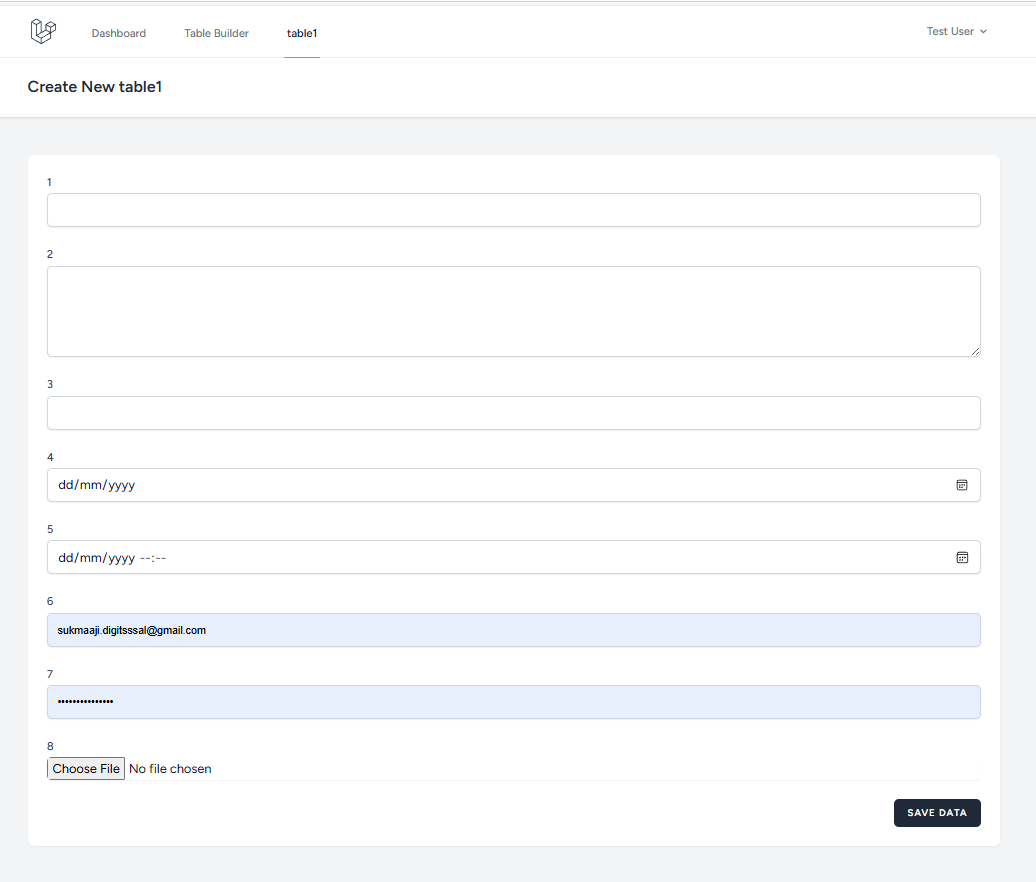 Dashboard Table Builder table1 Test User
Create New table1
1
2
3
4
dd/mm/yyyy
5
dd/mm/yyyy --:--
6
sukmaaji.digitsssal@gmail.com
7
•••••••••••••••
8
Choose File No file chosen
SAVE DATA